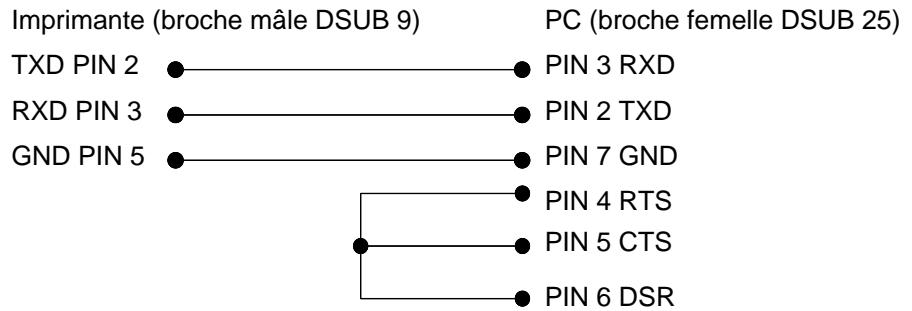 Imprimante (broche mâle DSUB 9) PC (broche femelle DSUB 25)
TXD PIN 2 PIN 3 RXD
RXD PIN 3 PIN 2 TXD
GND PIN 5 PIN 7 GND
PIN 4 RTS
PIN 5 CTS
PIN 6 DSR